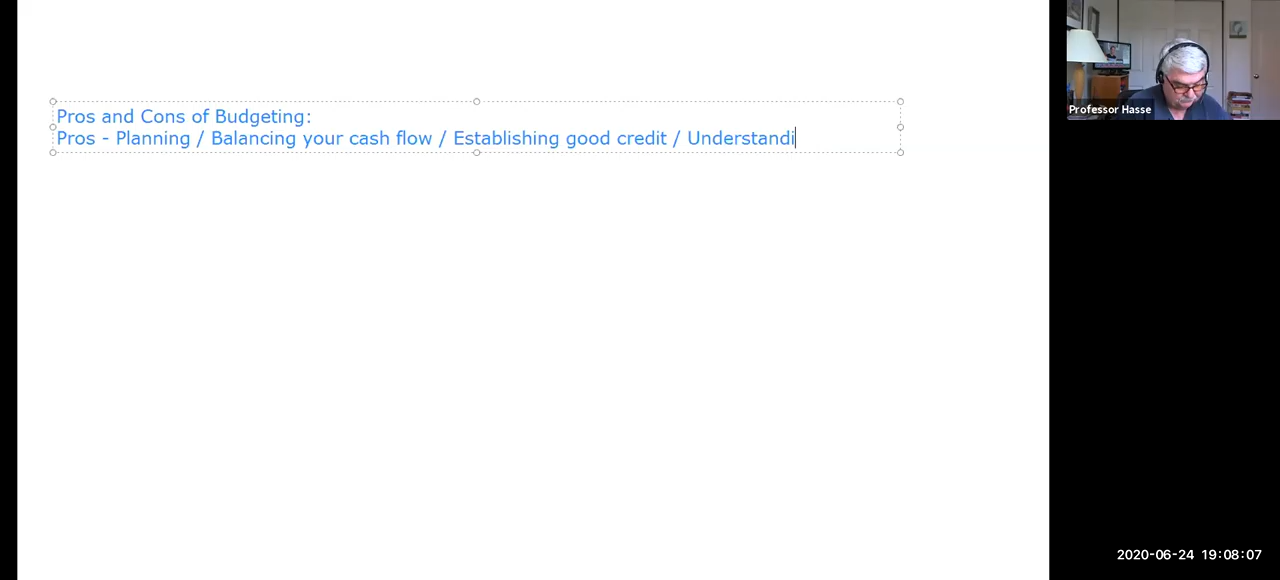 Pros and Cons of Budgeting:
Pros - Planning / Balancing your cash flow / Establishing good credit / Understandi
Professor Hasse
2020-06-24 19:08:07